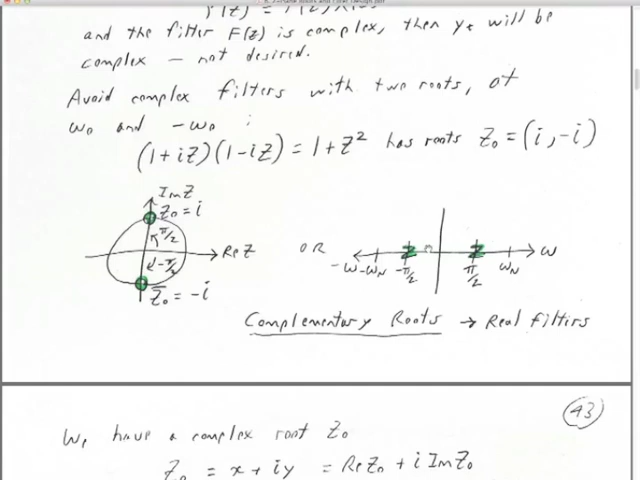 and the filter F(z) is complex, then yt will be
complex – not desired.
Avoid complex filters with two roots, at
ω0 and -ω0 :
(1+iZ)(1-iZ) = 1+Z² has roots Z0 = (i, -i)
Im Z
Z0 = i
π/2
Re Z
-π/2
Z̄0 = -i
OR
-ω -ωN -π/2 π/2 ωN ω
Complementary Roots → Real filters
43
We have a complex root Z0
Z0 = x + iy = Re Z0 + i Im Z0